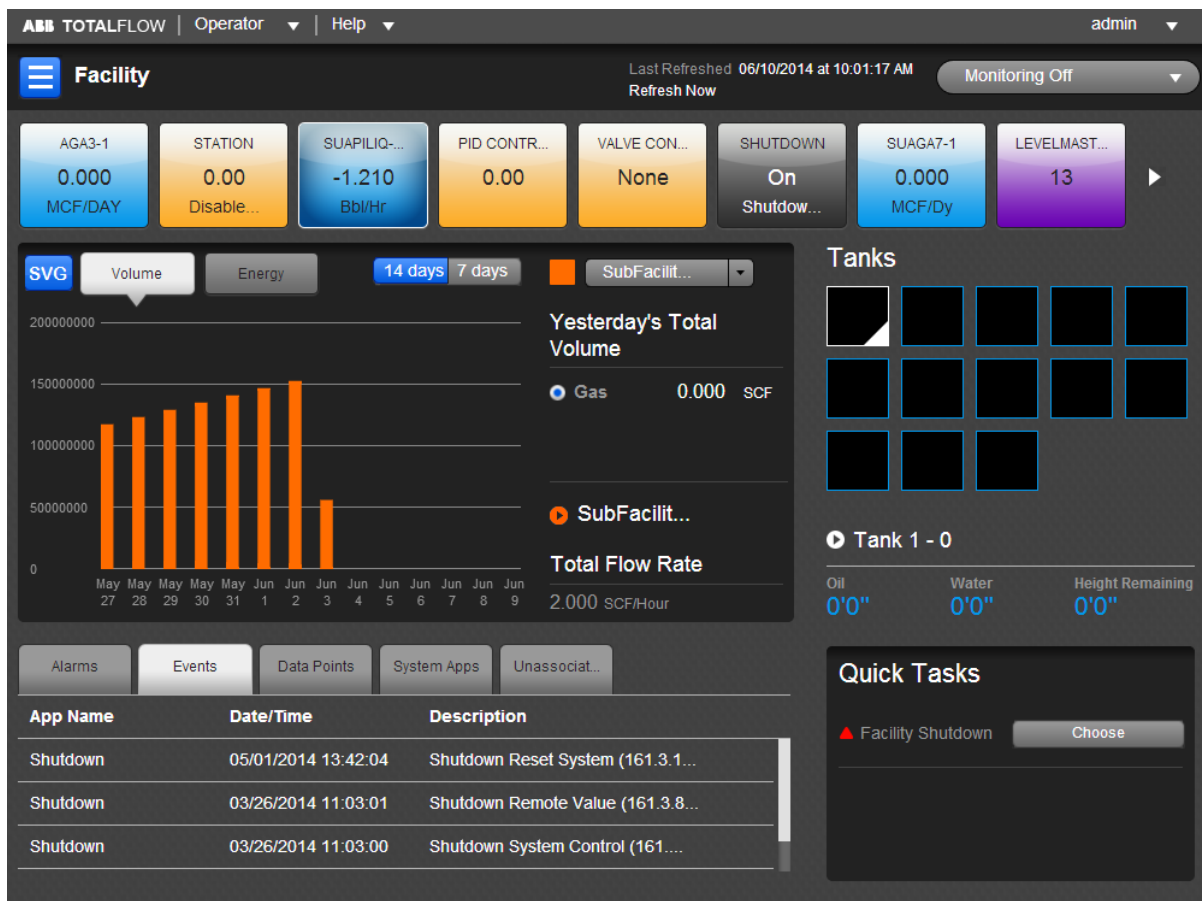 ABB TOTALFLOW | Operator | Help admin
Facility
Last Refreshed 06/10/2014 at 10:01:17 AM
Refresh Now
Monitoring Off
AGA3-1 STATION SUAPILIQ-... PID CONTR... VALVE CON... SHUTDOWN SUAGA7-1 LEVELMAST...
0.000 0.00 -1.210 0.00 None On 0.000 13
MCF/DAY Disable... Bbl/Hr Shutdow... MCF/Dy
SVG Volume Energy 14 days 7 days SubFacilit...
200000000
150000000
100000000
50000000
0
May May May May May Jun Jun Jun Jun Jun Jun Jun Jun Jun
27 28 29 30 31 1 2 3 4 5 6 7 8 9
Yesterday's Total
Volume
Gas 0.000 SCF
SubFacilit...
Total Flow Rate
2.000 SCF/Hour
Tanks
Tank 1 - 0
Oil Water Height Remaining
0'0" 0'0" 0'0"
Alarms Events Data Points System Apps Unassociat...
App Name Date/Time Description
Shutdown 05/01/2014 13:42:04 Shutdown Reset System (161.3.1...
Shutdown 03/26/2014 11:03:01 Shutdown Remote Value (161.3.8...
Shutdown 03/26/2014 11:03:00 Shutdown System Control (161....
Quick Tasks
Facility Shutdown Choose